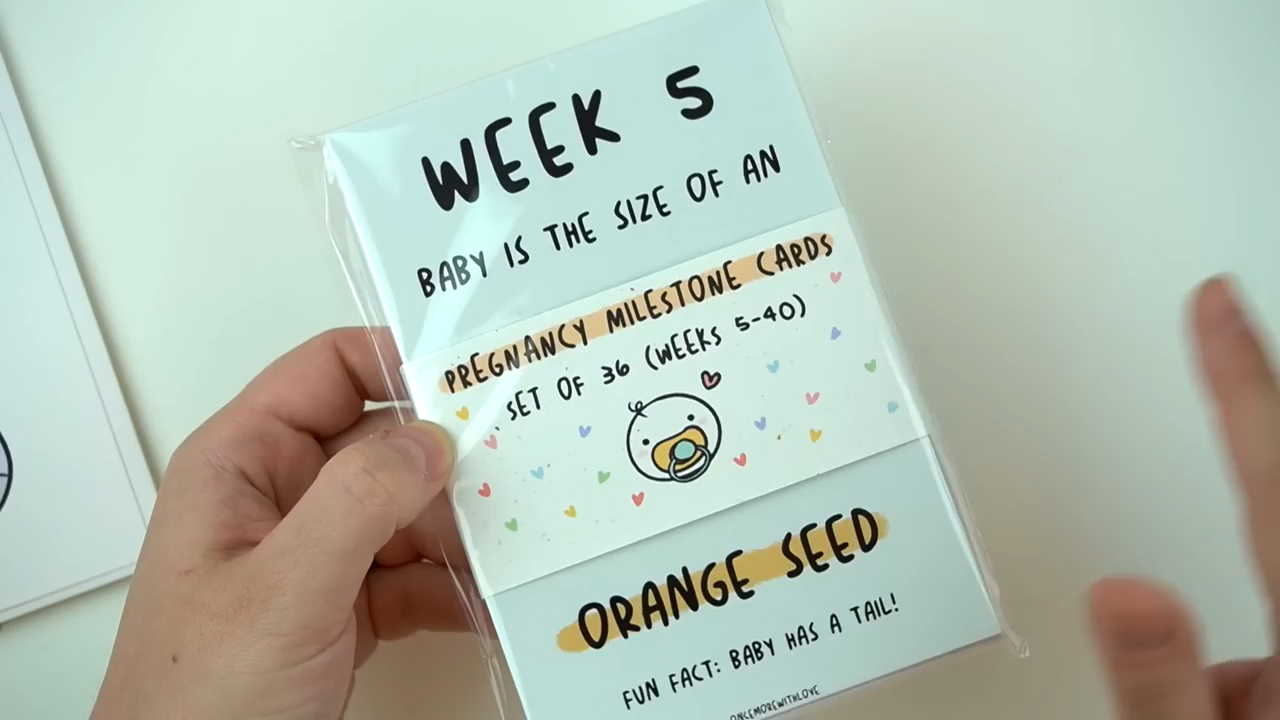 WEEK 5
BABY IS THE SIZE OF AN
PREGNANCY MILESTONE CARDS
SET OF 36 (WEEKS 5-40)
ORANGE SEED
FUN FACT: BABY HAS A TAIL!
ONCEMOREWITHLOVE